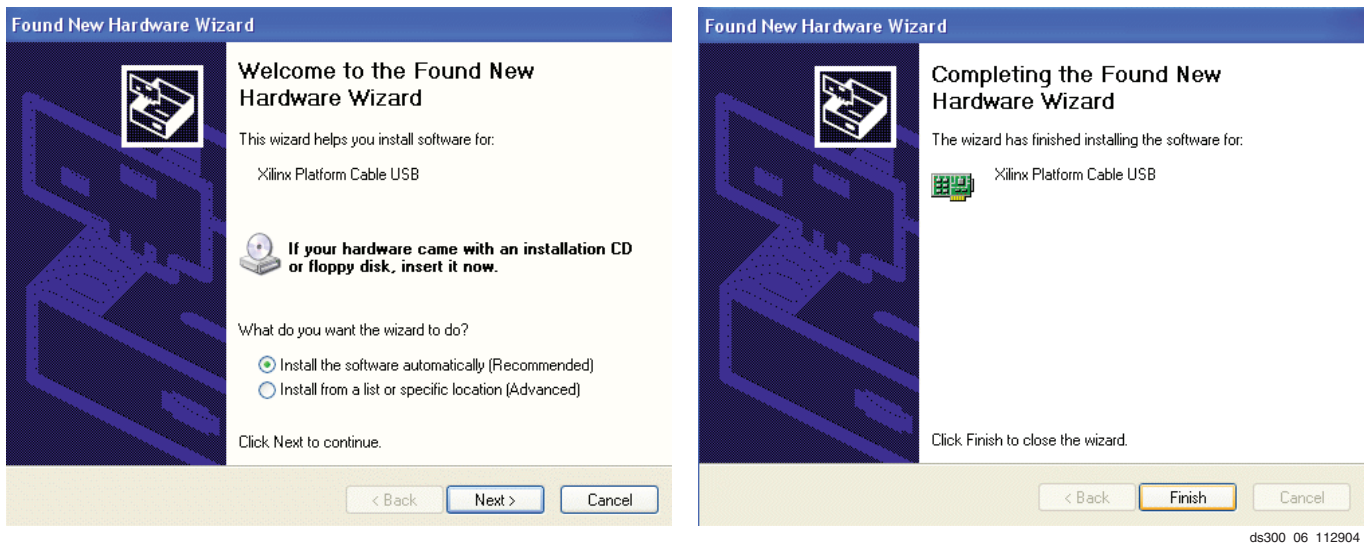 Found New Hardware Wizard
Welcome to the Found New
Hardware Wizard
This wizard helps you install software for:
Xilinx Platform Cable USB
If your hardware came with an installation CD
or floppy disk, insert it now.
What do you want the wizard to do?
Install the software automatically (Recommended)
Install from a list or specific location (Advanced)
Click Next to continue.
< Back
Next >
Cancel
Found New Hardware Wizard
Completing the Found New
Hardware Wizard
The wizard has finished installing the software for:
Xilinx Platform Cable USB
Click Finish to close the wizard.
< Back
Finish
Cancel
ds300_06_112904